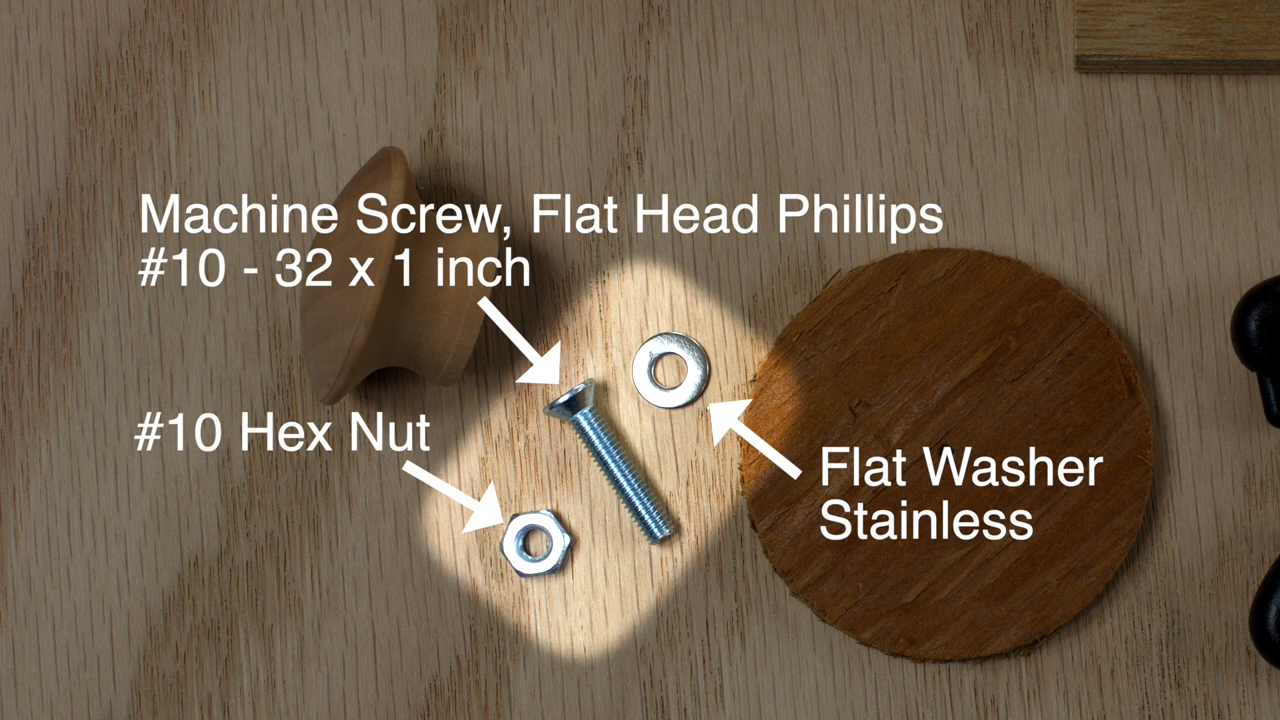 Machine Screw, Flat Head Phillips
#10 - 32 x 1 inch
#10 Hex Nut
Flat Washer
Stainless